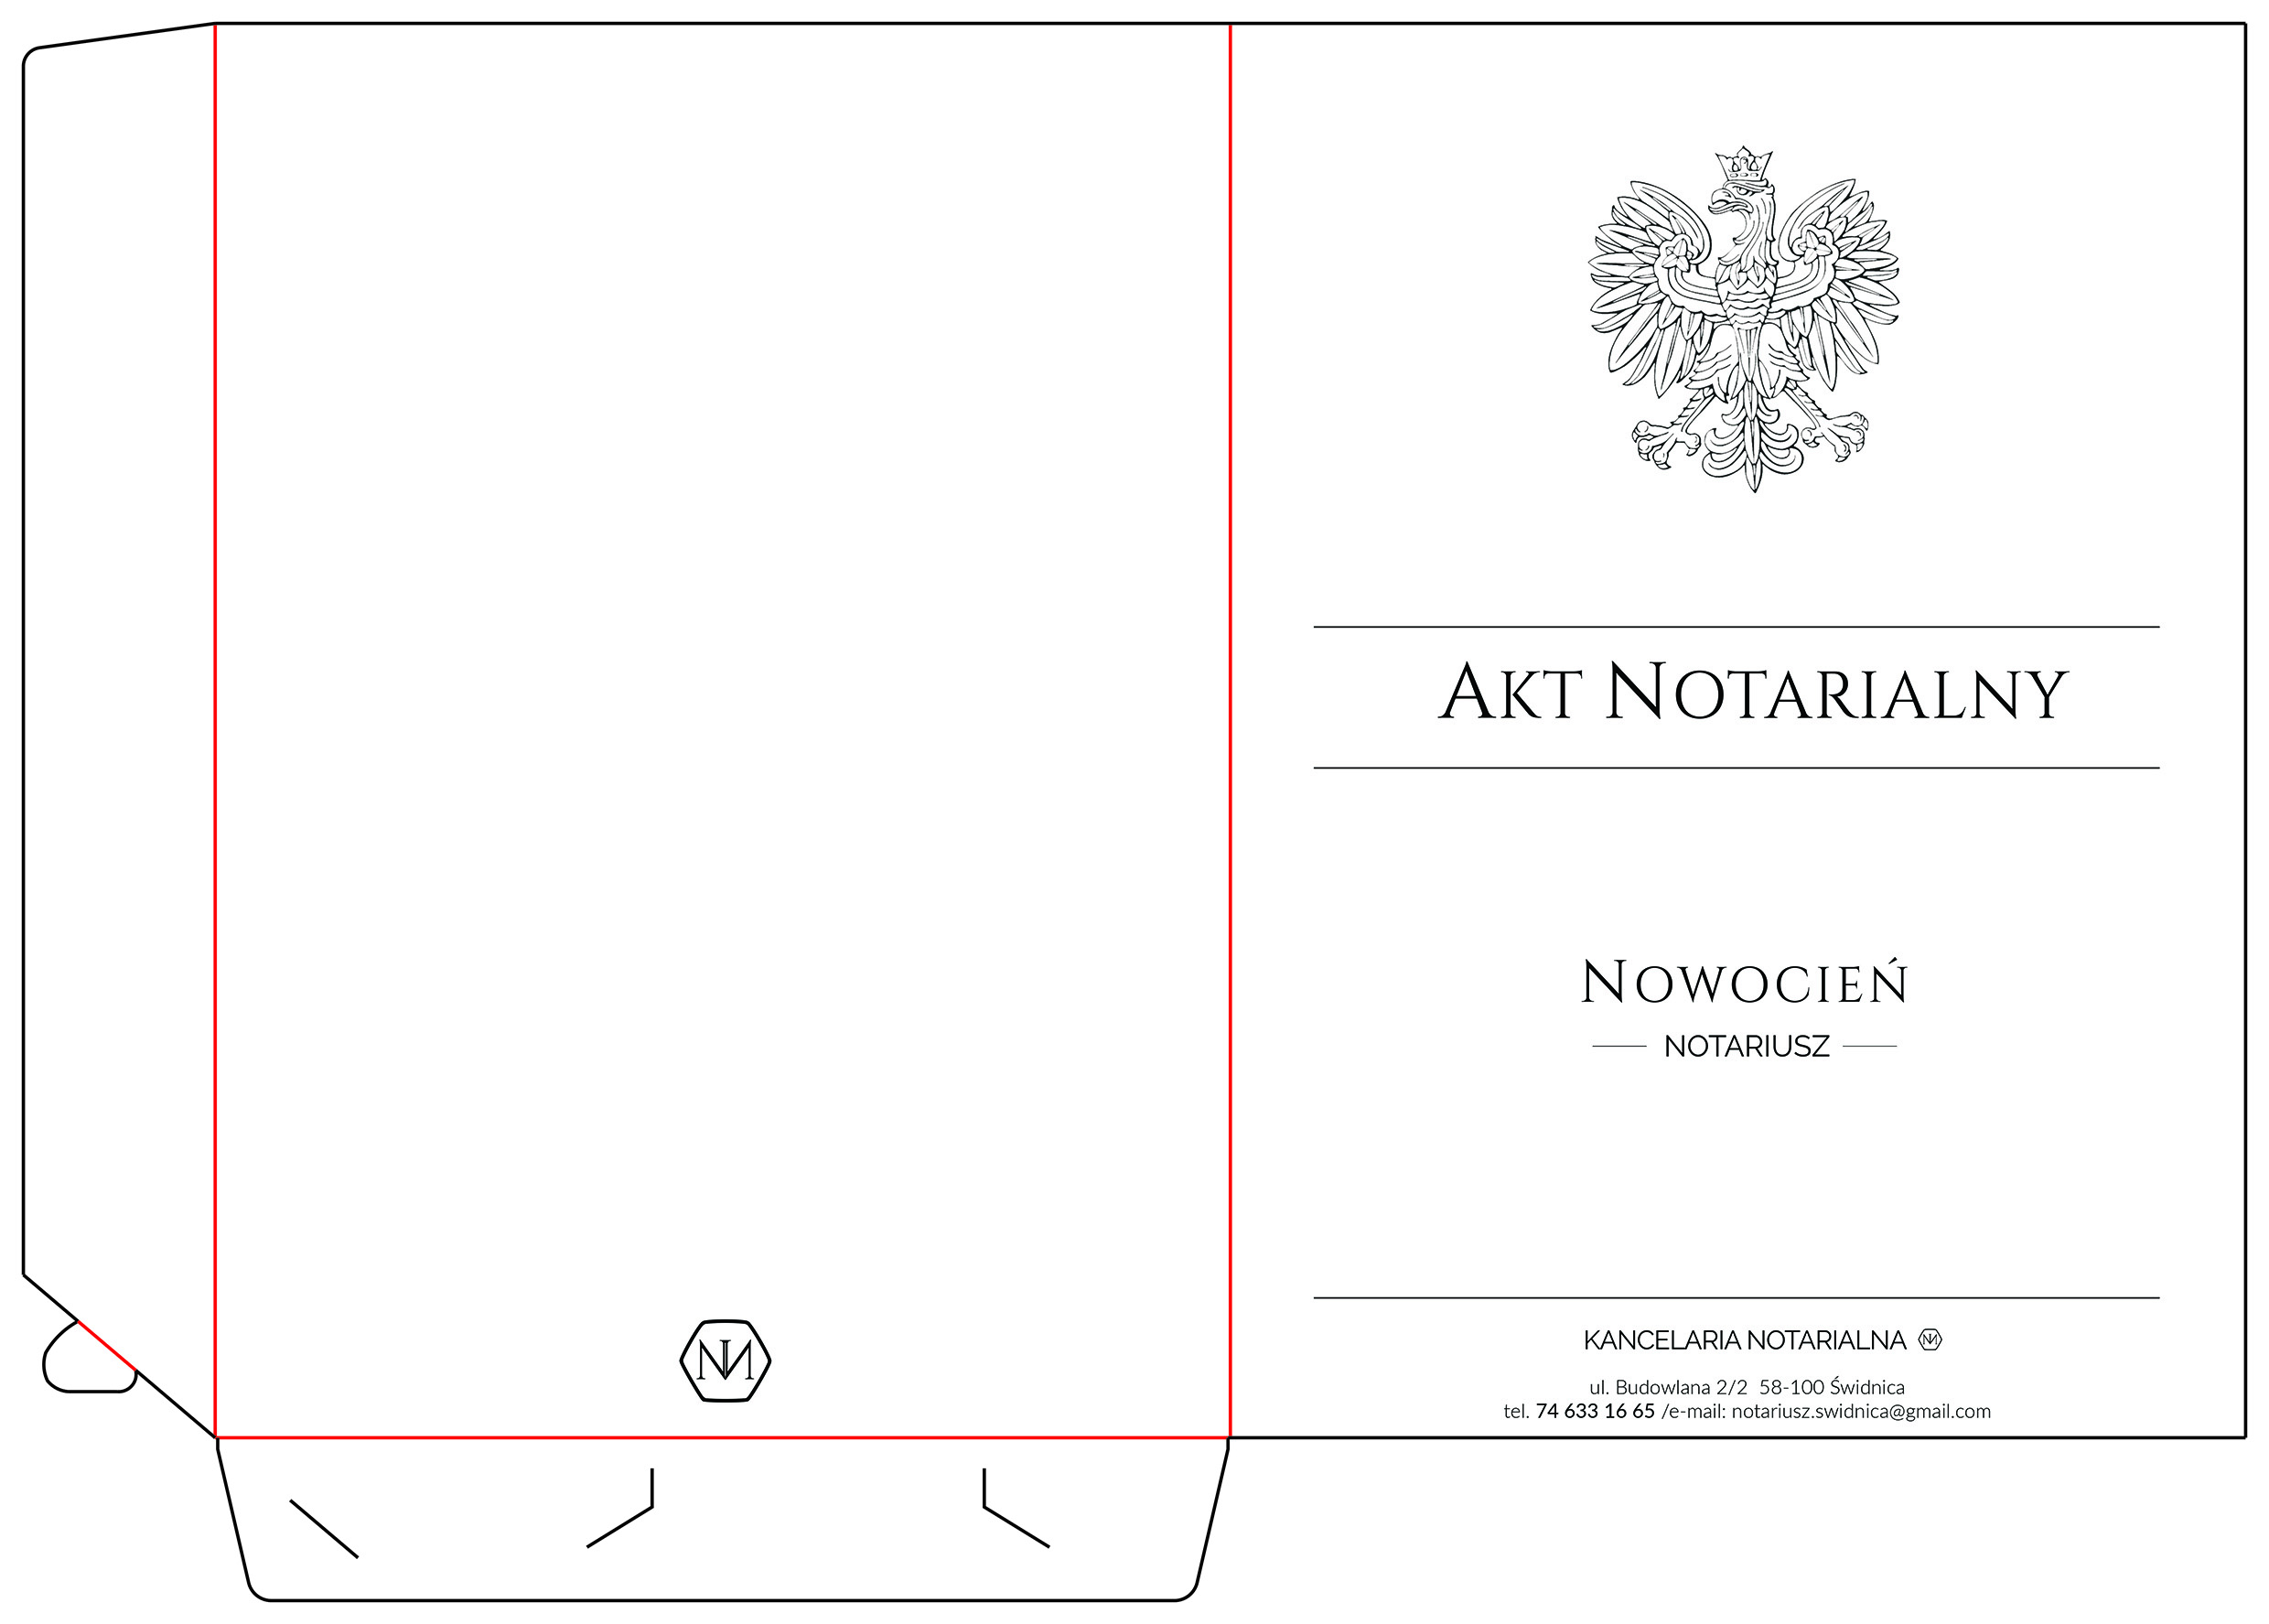 AKT NOTARIALNY
NOWOCIEŃ
NOTARIUSZ
KANCELARIA NOTARIALNA
ul. Budowlana 2/2 58-100 Świdnica
tel. 74 633 16 65 /e-mail: notariusz.swidnica@gmail.com